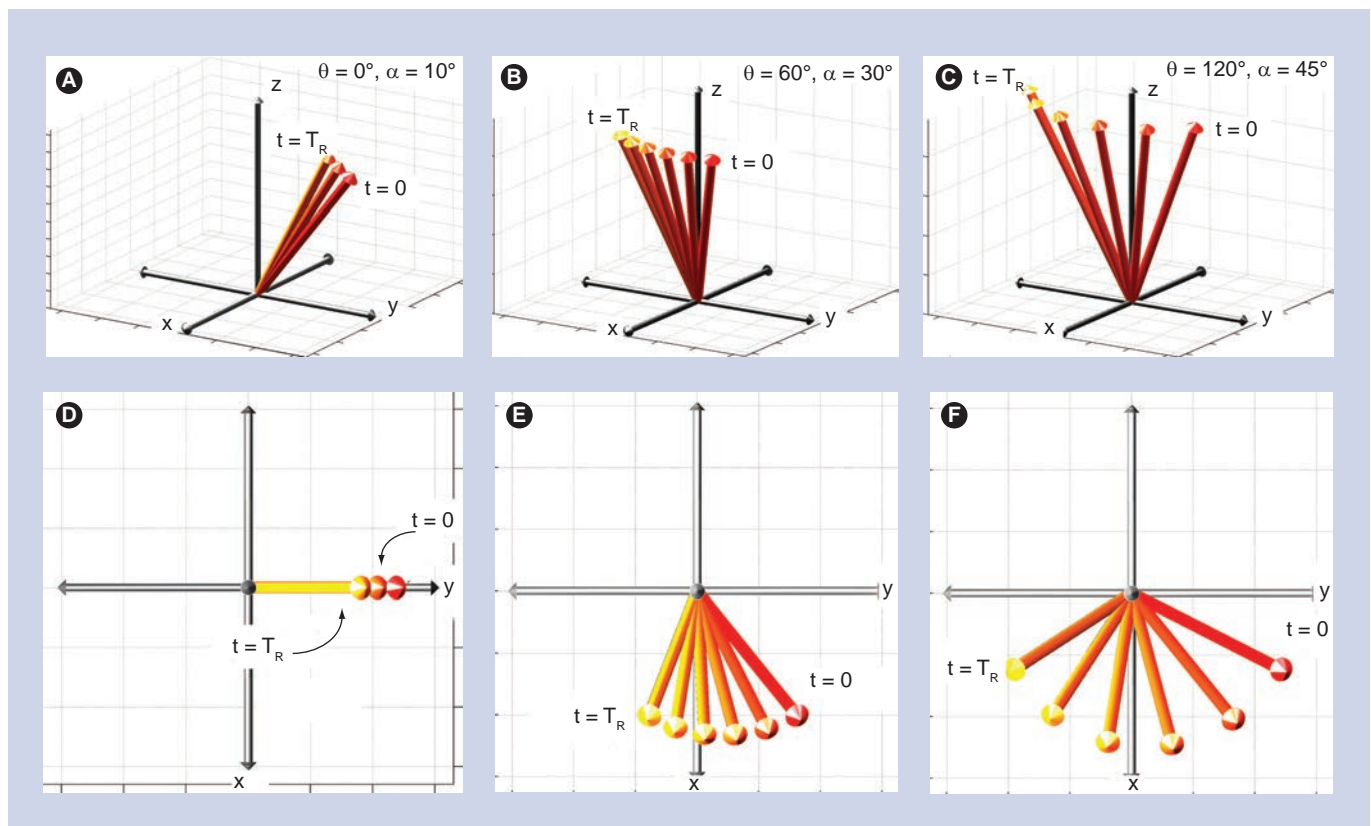 A
θ = 0°, α = 10°
z
t = T_R
t = 0
x
y
B
θ = 60°, α = 30°
z
t = T_R
t = 0
x
y
C
θ = 120°, α = 45°
t = T_R
z
t = 0
x
y
D
t = 0
y
t = T_R
x
E
y
t = 0
t = T_R
x
F
y
t = 0
t = T_R
x